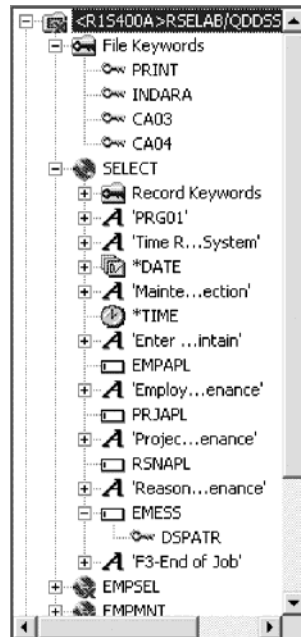 <R1S400A>RSELAB/QDDSS
File Keywords
PRINT
INDARA
CA03
CA04
SELECT
Record Keywords
'PRG01'
'Time R...System'
*DATE
'Mainte...ection'
*TIME
'Enter ...intain'
EMPAPL
'Employ...enance'
PRJAPL
'Projec...enance'
RSNAPL
'Reason...enance'
EMESS
DSPATR
'F3-End of Job'
EMPSEL
EMPMNT